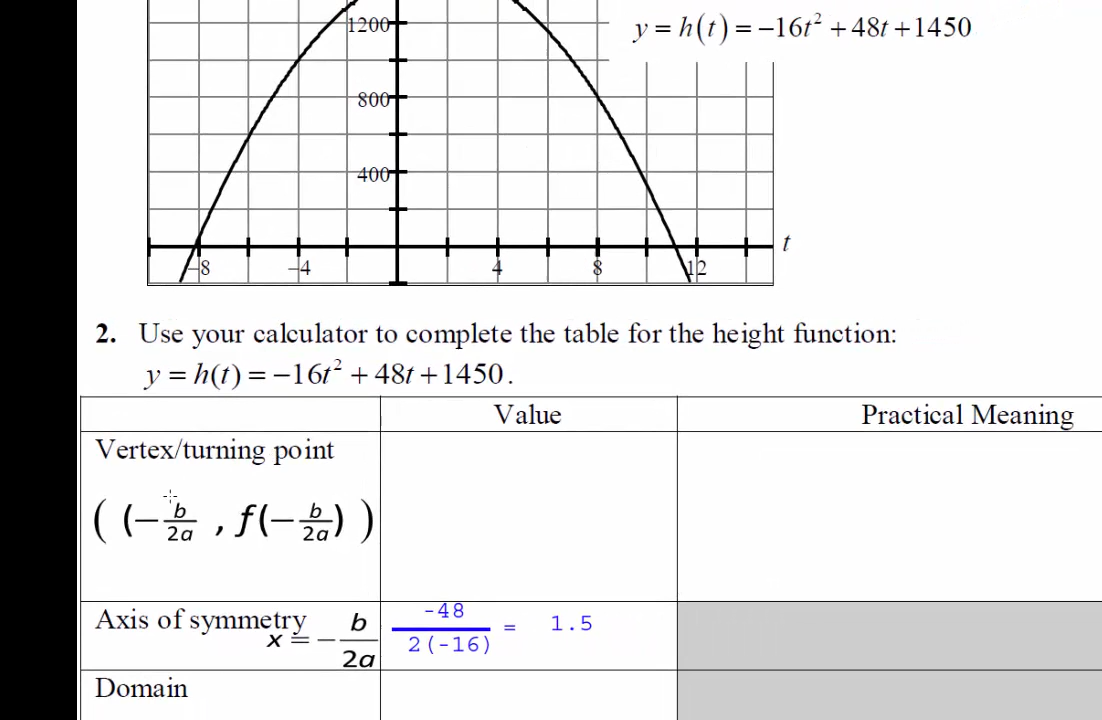 1200
y = h(t) = −16t² + 48t + 1450
800
400
t
−8 −4 4 8 12
2. Use your calculator to complete the table for the height function:
y = h(t) = −16t² + 48t + 1450.
Value Practical Meaning
Vertex/turning point
( (−b/2a , f(−b/2a) )
Axis of symmetry x = −b/2a -48/2(-16) = 1.5
Domain